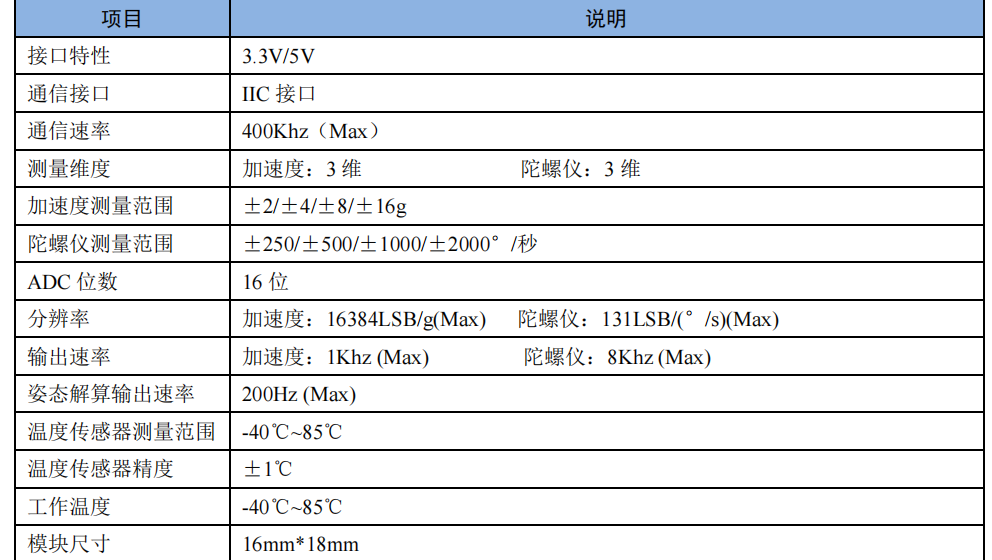 项目 说明
接口特性 3.3V/5V
通信接口 IIC 接口
通信速率 400Khz（Max）
测量维度 加速度：3 维 陀螺仪：3 维
加速度测量范围 ±2/±4/±8/±16g
陀螺仪测量范围 ±250/±500/±1000/±2000°/秒
ADC 位数 16 位
分辨率 加速度：16384LSB/g(Max) 陀螺仪：131LSB/(°/s)(Max)
输出速率 加速度：1Khz (Max) 陀螺仪：8Khz (Max)
姿态解算输出速率 200Hz (Max)
温度传感器测量范围 -40℃~85℃
温度传感器精度 ±1℃
工作温度 -40℃~85℃
模块尺寸 16mm*18mm